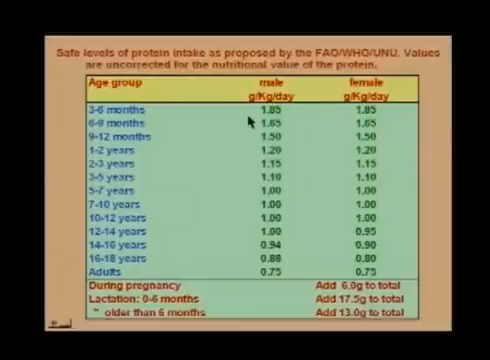 Safe levels of protein intake as proposed by the FAO/WHO/UNU. Values
are uncorrected for the nutritional value of the protein.
Age group male female
g/Kg/day g/Kg/day
3-6 months 1.85 1.85
6-9 months 1.65 1.65
9-12 months 1.50 1.50
1-2 years 1.20 1.20
2-3 years 1.15 1.15
3-5 years 1.10 1.10
5-7 years 1.00 1.00
7-10 years 1.00 1.00
10-12 years 1.00 1.00
12-14 years 1.00 0.95
14-16 years 0.94 0.90
16-18 years 0.88 0.80
Adults 0.75 0.75
During pregnancy Add 6.0g to total
Lactation: 0-6 months Add 17.5g to total
" older than 6 months Add 13.0g to total